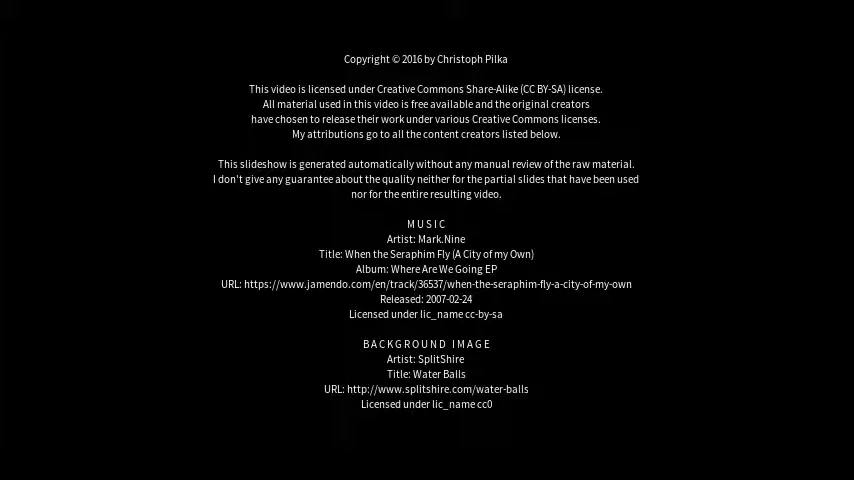 Copyright © 2016 by Christoph Pilka
This video is licensed under Creative Commons Share-Alike (CC BY-SA) license.
All material used in this video is free available and the original creators
have chosen to release their work under various Creative Commons licenses.
My attributions go to all the content creators listed below.
This slideshow is generated automatically without any manual review of the raw material.
I don't give any guarantee about the quality neither for the partial slides that have been used
nor for the entire resulting video.
MUSIC
Artist: Mark.Nine
Title: When the Seraphim Fly (A City of my Own)
Album: Where Are We Going EP
URL: https://www.jamendo.com/en/track/36537/when-the-seraphim-fly-a-city-of-my-own
Released: 2007-02-24
Licensed under lic_name cc-by-sa
BACKGROUND IMAGE
Artist: SplitShire
Title: Water Balls
URL: http://www.splitshire.com/water-balls
Licensed under lic_name cc0